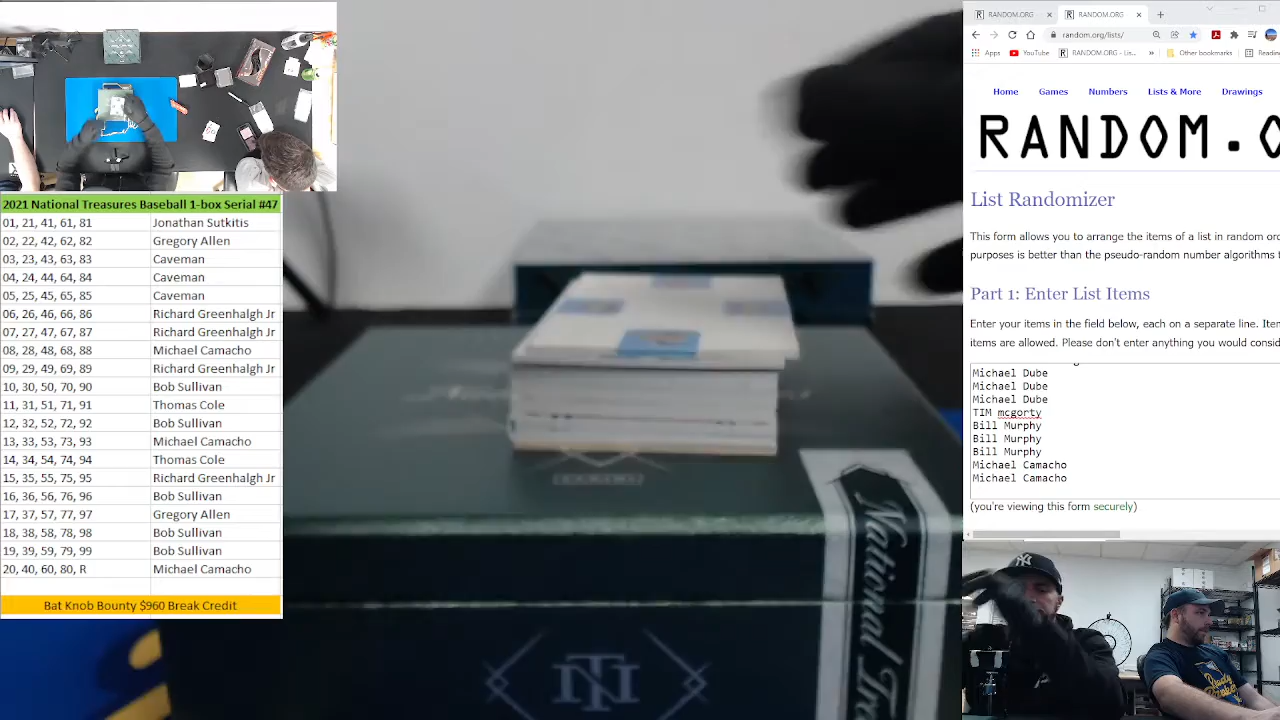 2021 National Treasures Baseball 1-box Serial #47
01, 21, 41, 61, 81 Jonathan Sutkitis
02, 22, 42, 62, 82 Gregory Allen
03, 23, 43, 63, 83 Caveman
04, 24, 44, 64, 84 Caveman
05, 25, 45, 65, 85 Caveman
06, 26, 46, 66, 86 Richard Greenhalgh Jr
07, 27, 47, 67, 87 Richard Greenhalgh Jr
08, 28, 48, 68, 88 Michael Camacho
09, 29, 49, 69, 89 Richard Greenhalgh Jr
10, 30, 50, 70, 90 Bob Sullivan
11, 31, 51, 71, 91 Thomas Cole
12, 32, 52, 72, 92 Bob Sullivan
13, 33, 53, 73, 93 Michael Camacho
14, 34, 54, 74, 94 Thomas Cole
15, 35, 55, 75, 95 Richard Greenhalgh Jr
16, 36, 56, 76, 96 Bob Sullivan
17, 37, 57, 77, 97 Gregory Allen
18, 38, 58, 78, 98 Bob Sullivan
19, 39, 59, 79, 99 Bob Sullivan
20, 40, 60, 80, R Michael Camacho
Bat Knob Bounty $960 Break Credit
PANINI
NT
National Tre
RANDOM.ORG RANDOM.ORG
random.org/lists/
Apps YouTube RANDOM.ORG - Lis... » Other bookmarks Readin
Home Games Numbers Lists & More Drawings
RANDOM.O
List Randomizer
This form allows you to arrange the items of a list in random ord
purposes is better than the pseudo-random number algorithms t
Part 1: Enter List Items
Enter your items in the field below, each on a separate line. Iter
items are allowed. Please don't enter anything you would consid
Michael Dube
Michael Dube
Michael Dube
TIM mcgorty
Bill Murphy
Bill Murphy
Bill Murphy
Michael Camacho
Michael Camacho
(you're viewing this form securely)